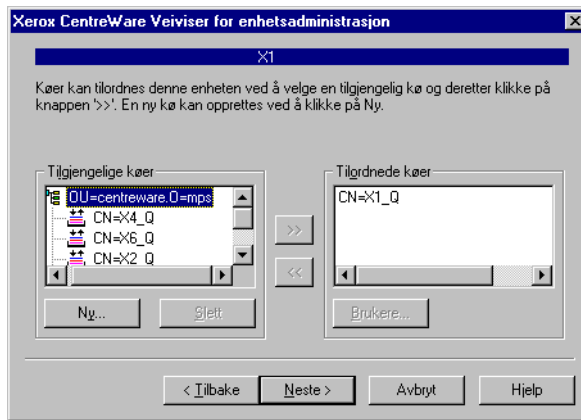 Xerox CentreWare Veiviser for enhetsadministrasjon
X1
Køer kan tilordnes denne enheten ved å velge en tilgjengelig kø og deretter klikke på
knappen '>>'. En ny kø kan opprettes ved å klikke på Ny.
Tilgjengelige køer
OU=centreware.O=mps
CN=X4_Q
CN=X6_Q
CN=X2_Q
Ny...
Slett
>>
<<
Tilordnede køer
CN=X1_Q
Brukere...
< Tilbake
Neste >
Avbryt
Hjelp